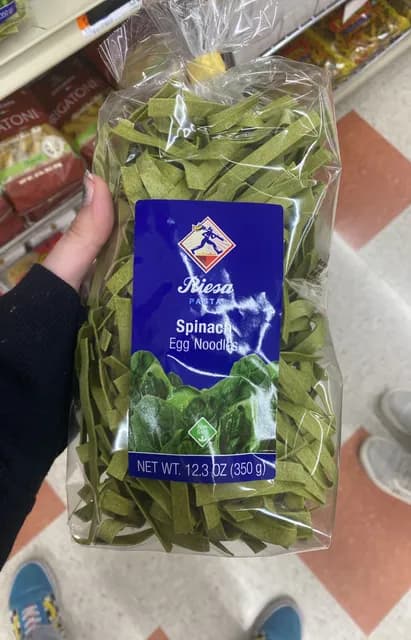 Riesa
PASTA
Spinach
Egg Noodles
NET WT. 12.3 OZ (350 g)